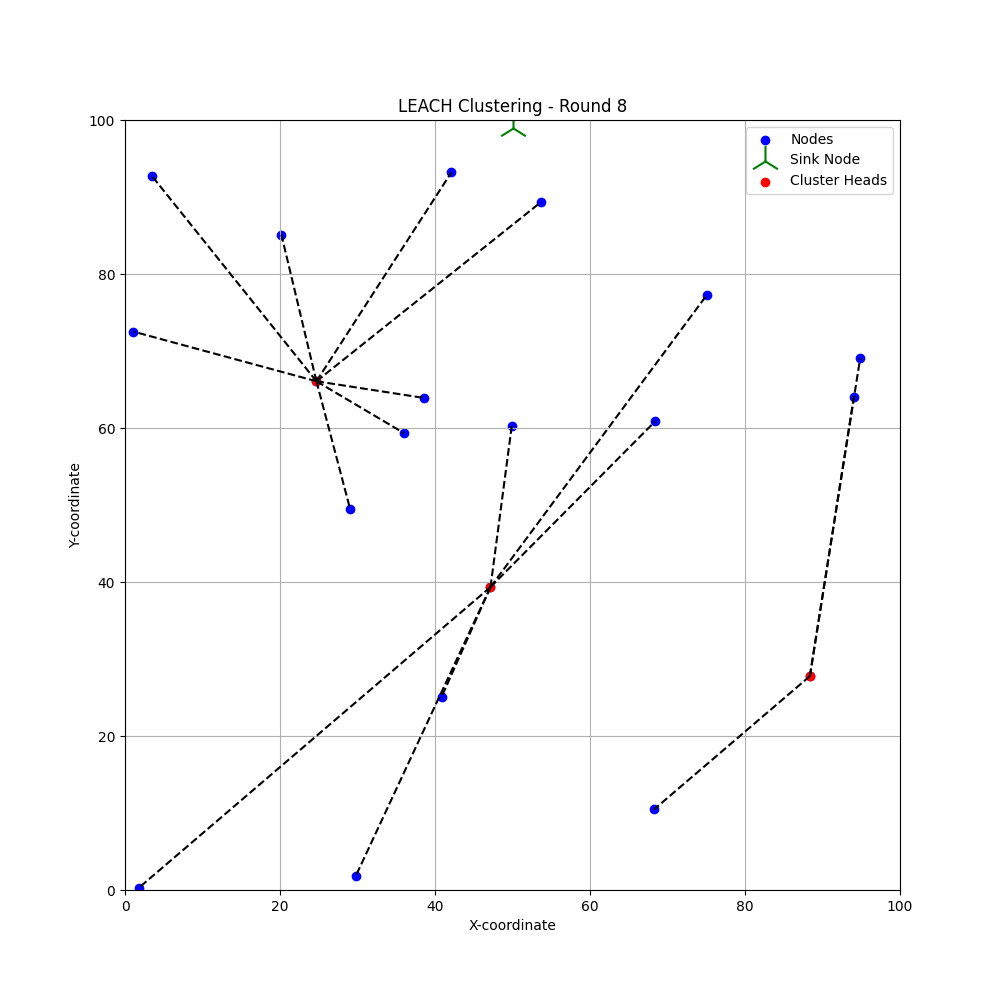 LEACH Clustering - Round 8
Nodes
Sink Node
Cluster Heads
100
80
60
40
20
0
Y-coordinate
0 20 40 60 80 100
X-coordinate